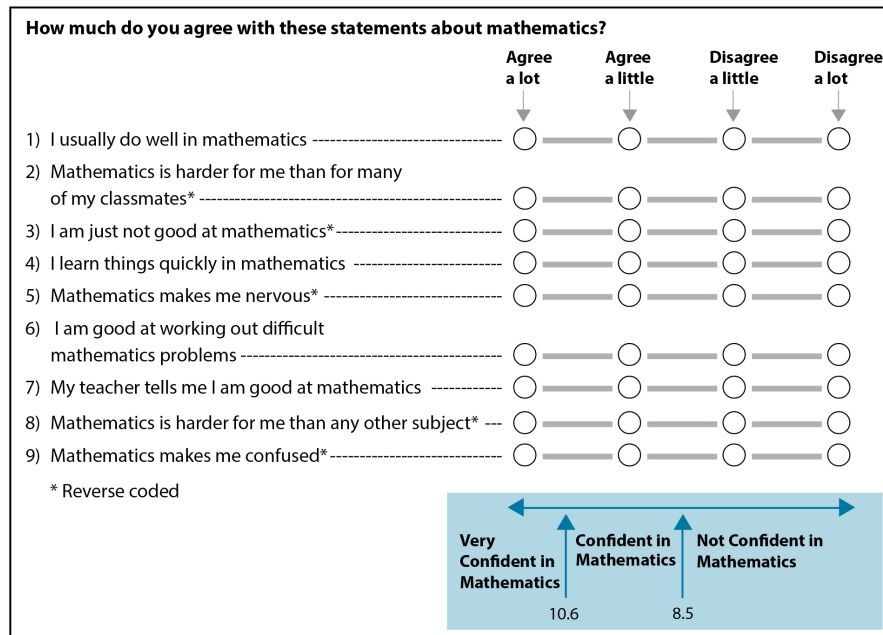 How much do you agree with these statements about mathematics?
Agree a lot
Agree a little
Disagree a little
Disagree a lot
1) I usually do well in mathematics
2) Mathematics is harder for me than for many
of my classmates*
3) I am just not good at mathematics*
4) I learn things quickly in mathematics
5) Mathematics makes me nervous*
6) I am good at working out difficult
mathematics problems
7) My teacher tells me I am good at mathematics
8) Mathematics is harder for me than any other subject*
9) Mathematics makes me confused*
* Reverse coded
Very
Confident in
Mathematics
Confident in
Mathematics
Not Confident in
Mathematics
10.6
8.5